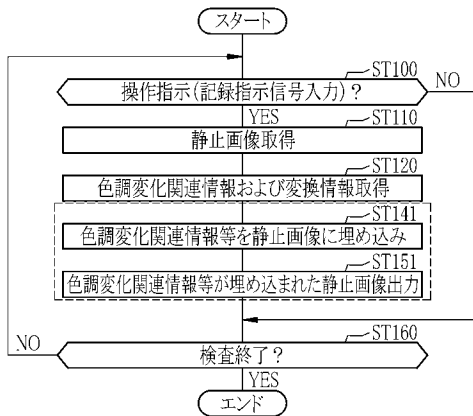 スタート
ST100
操作指示(記録指示信号入力)?
NO
YES
ST110
静止画像取得
ST120
色調変化関連情報および変換情報取得
ST141
色調変化関連情報等を静止画像に埋め込み
ST151
色調変化関連情報等が埋め込まれた静止画像出力
ST160
NO
検査終了?
YES
エンド